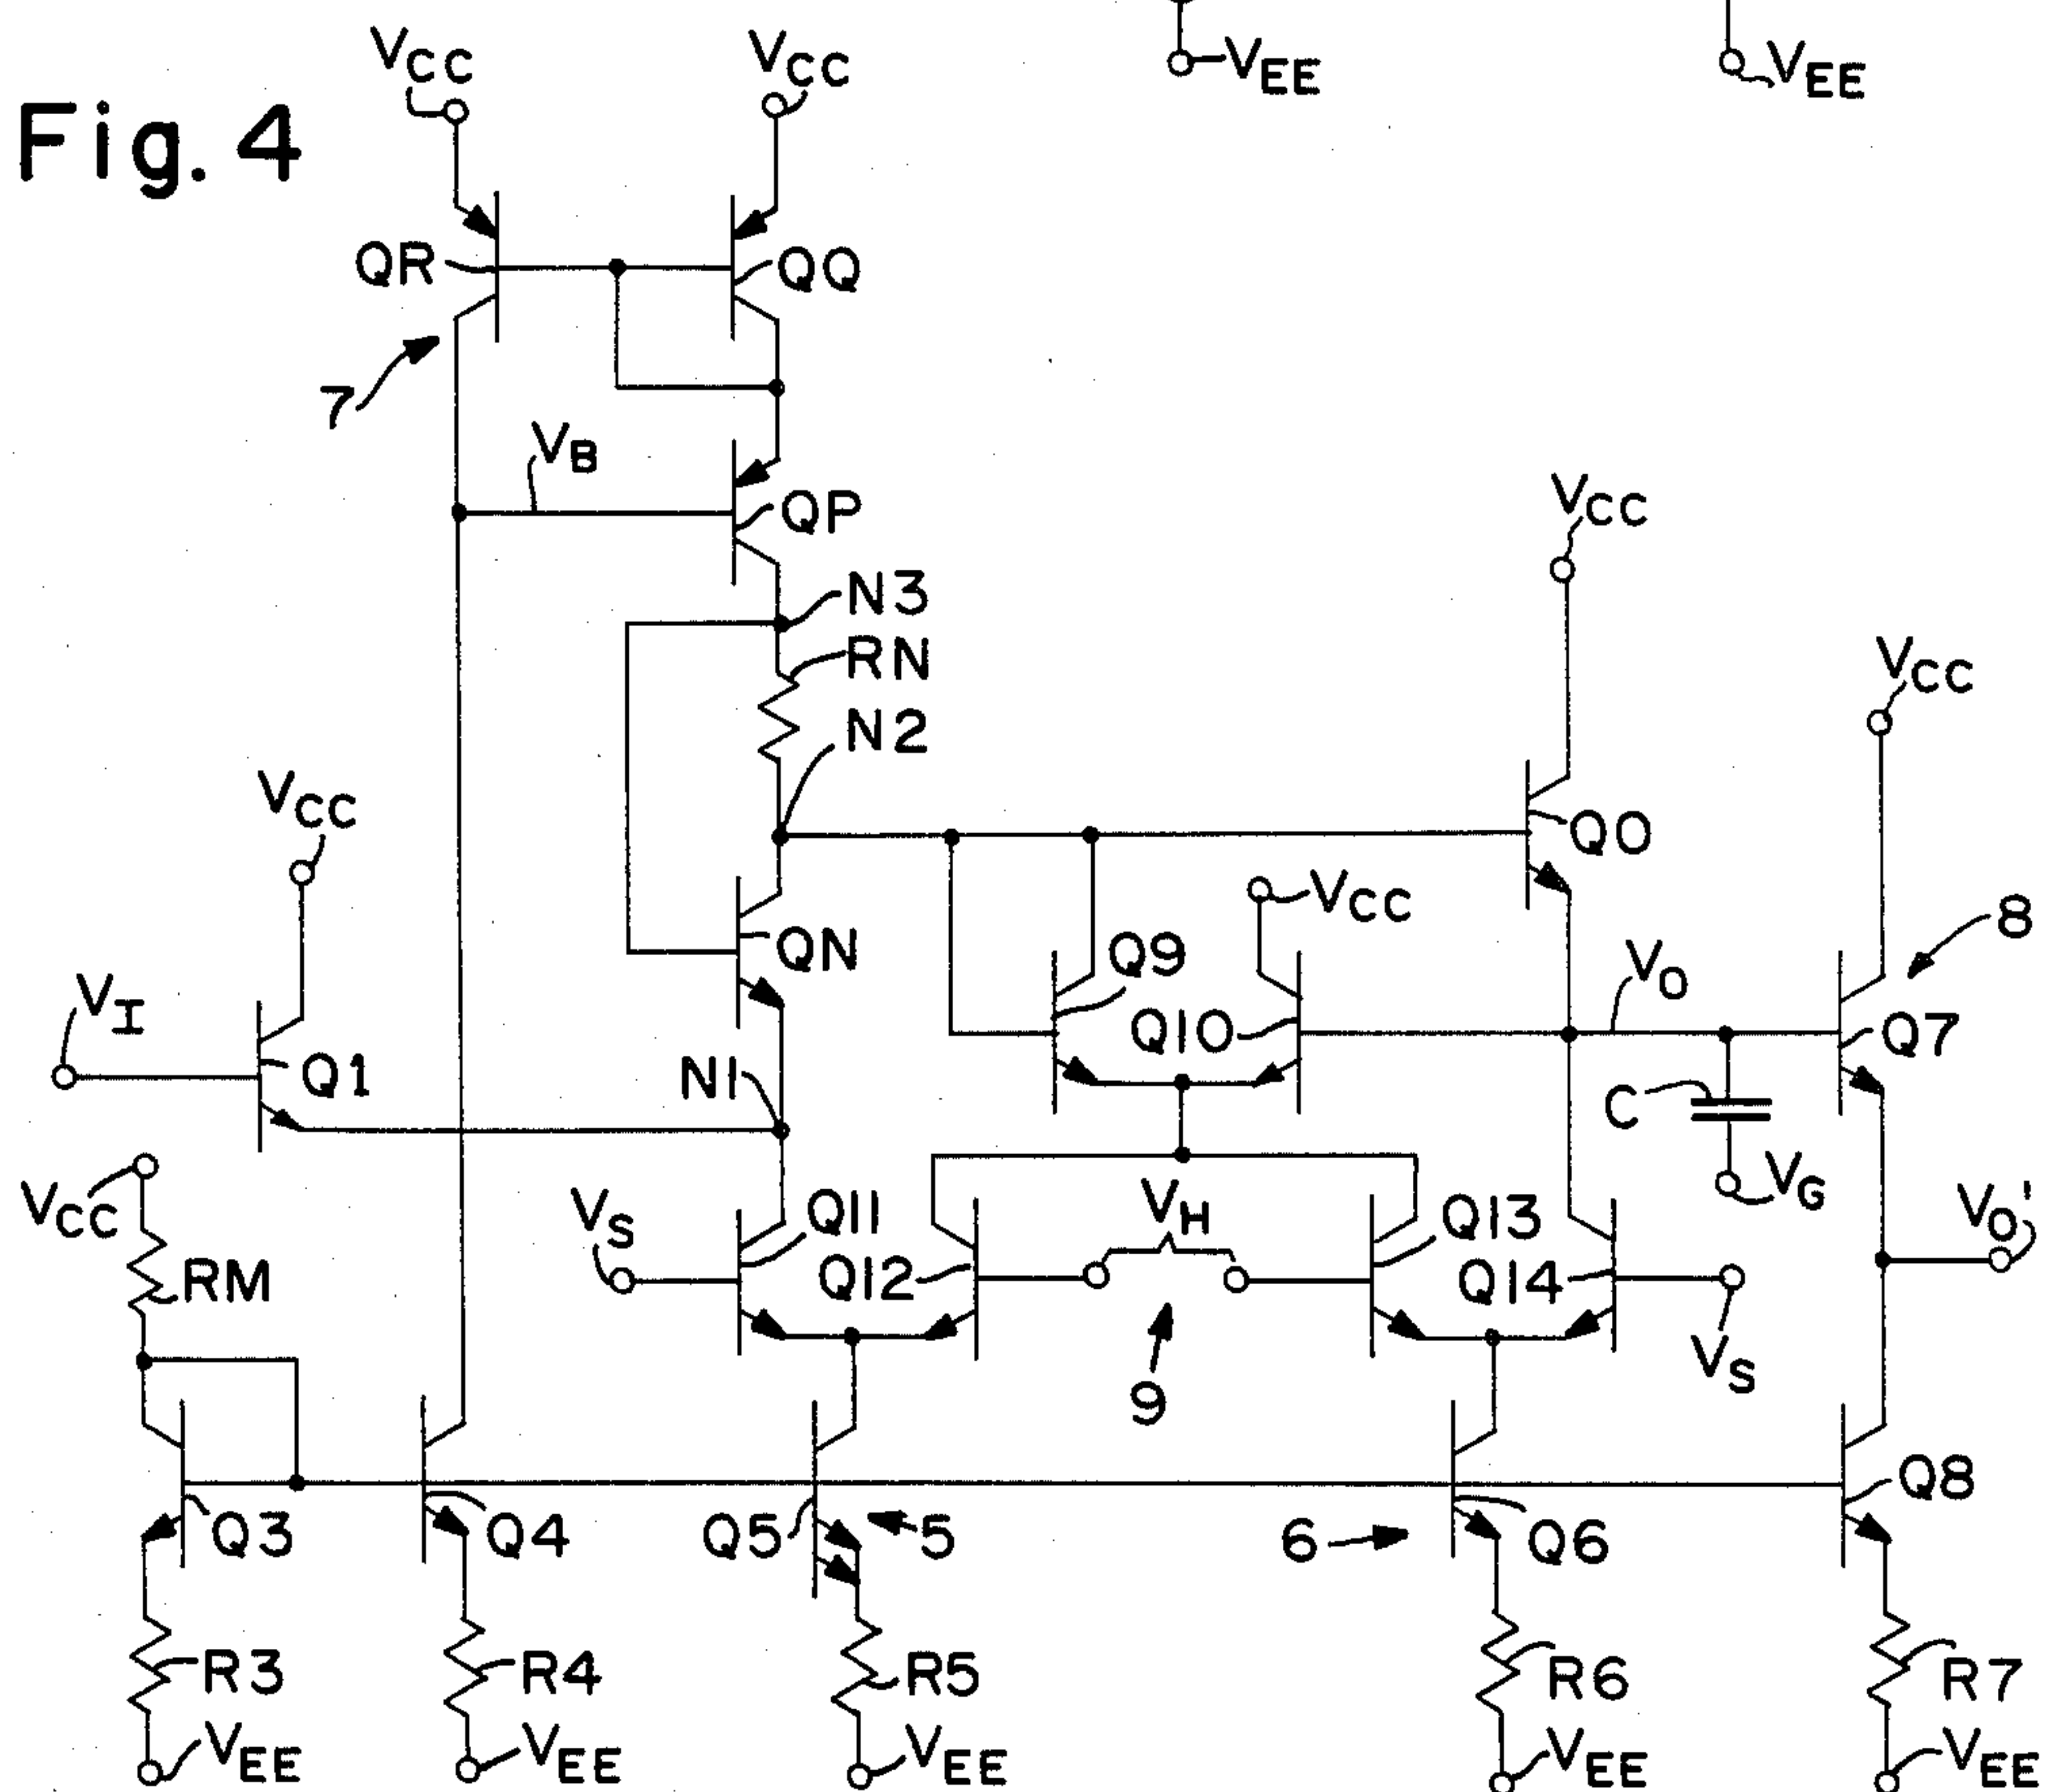 VEE VEE
VCC VCC
Fig. 4
QR QQ
7
VB
QP
VCC
N3
RN
VCC
N2
VCC
QO
VCC
8
QN Q9
VO
VI
Q10 Q7
Q1
N1
C
VCC
VS Q11 VH Q13 VG VO'
RM Q12 Q14
VS
9
Q3 Q4 Q5 5 6 Q6 Q8
R3 R4 R5 R6 R7
VEE VEE VEE VEE VEE